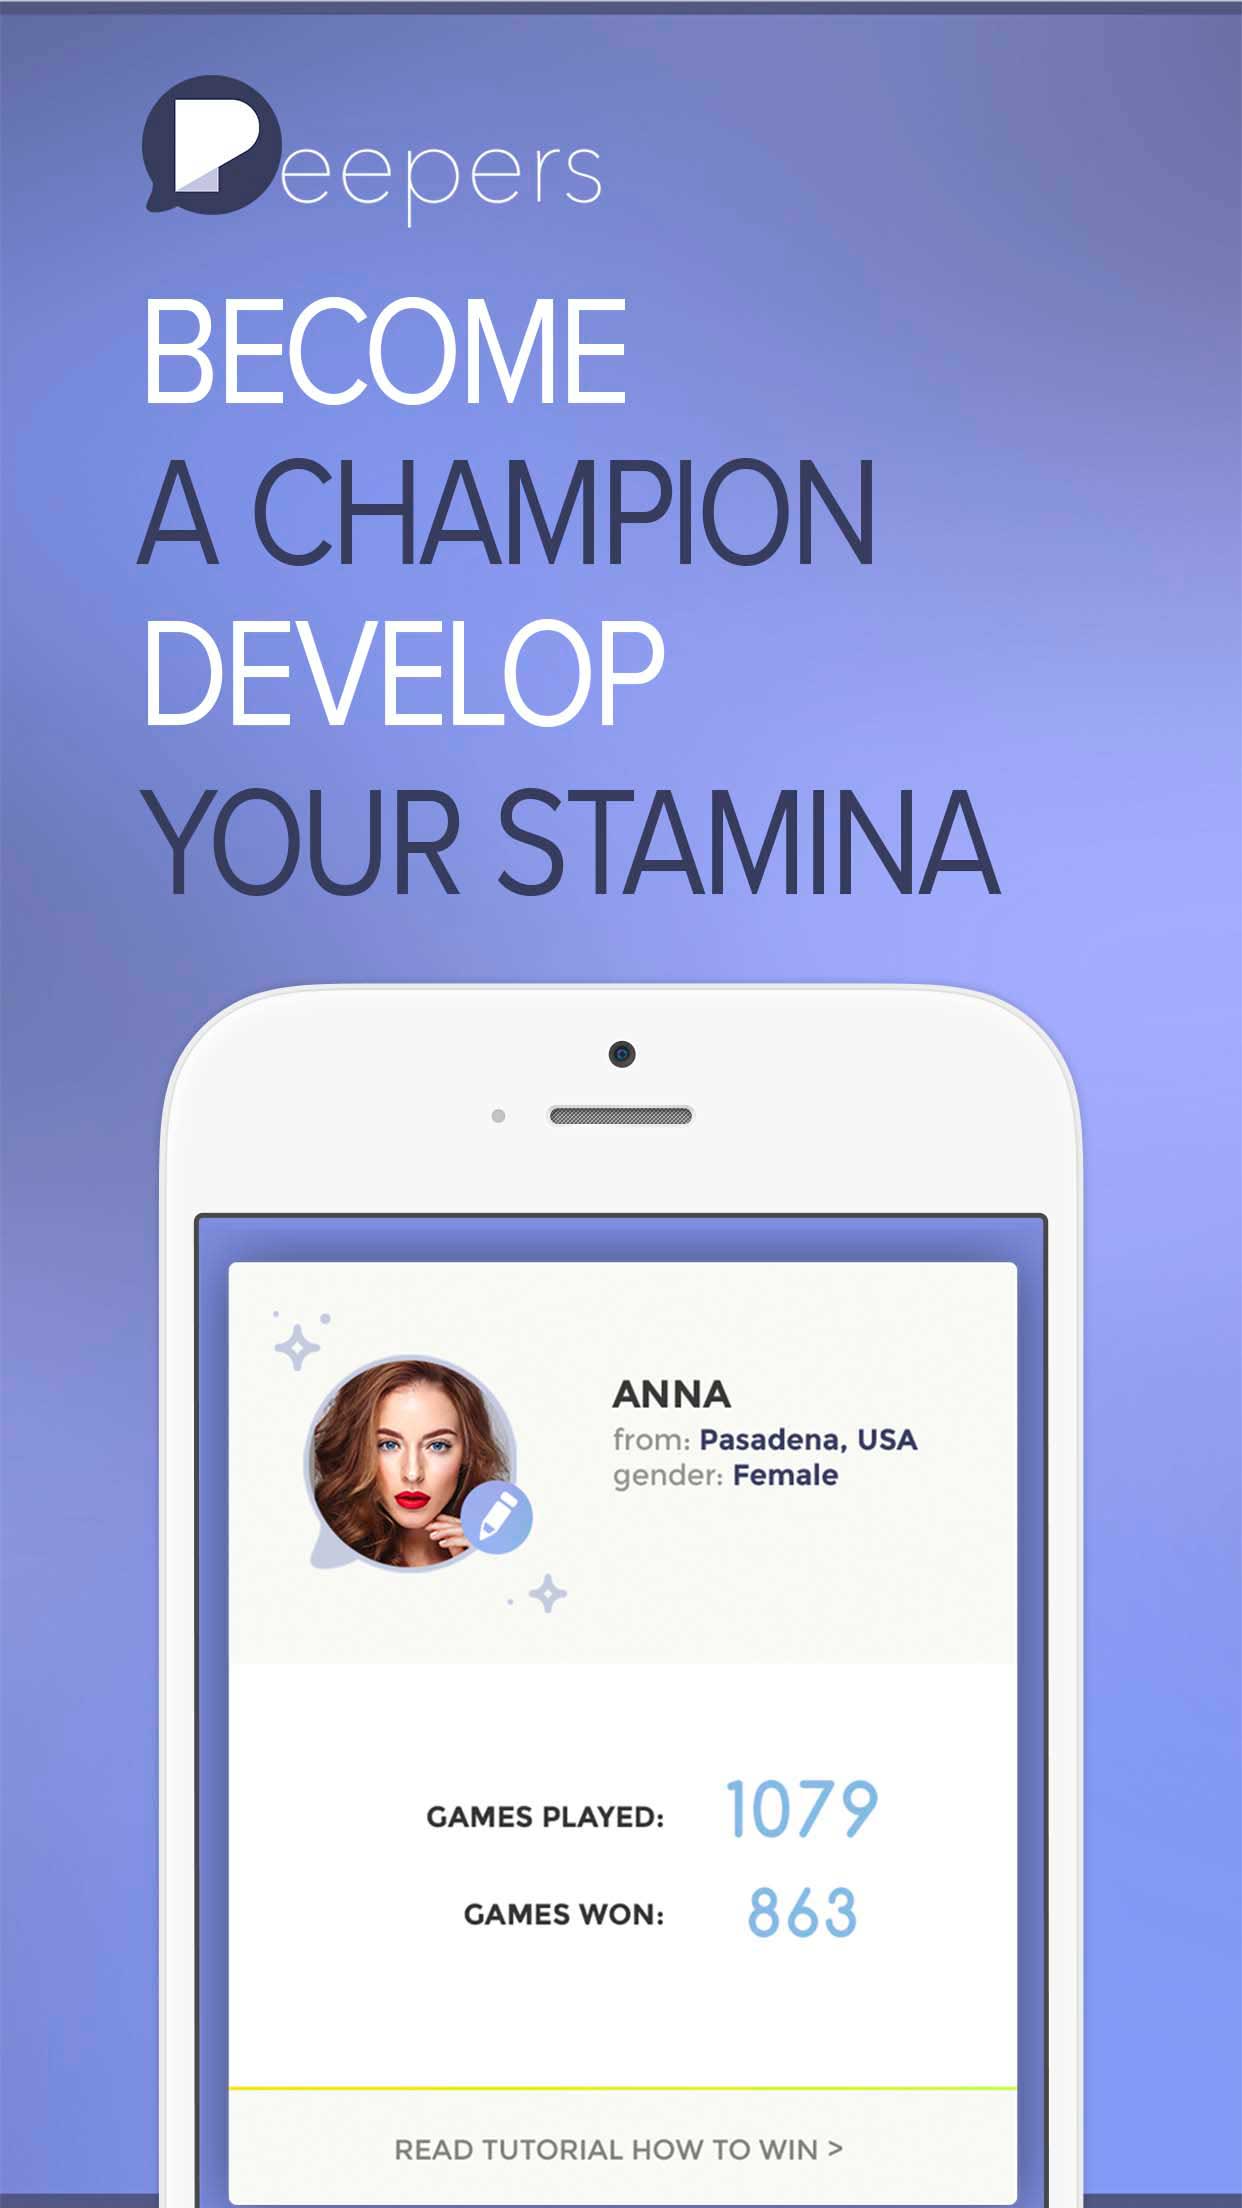 Peepers
BECOME
A CHAMPION
DEVELOP
YOUR STAMINA
ANNA
from: Pasadena, USA
gender: Female
GAMES PLAYED: 1079
GAMES WON: 863
READ TUTORIAL HOW TO WIN >